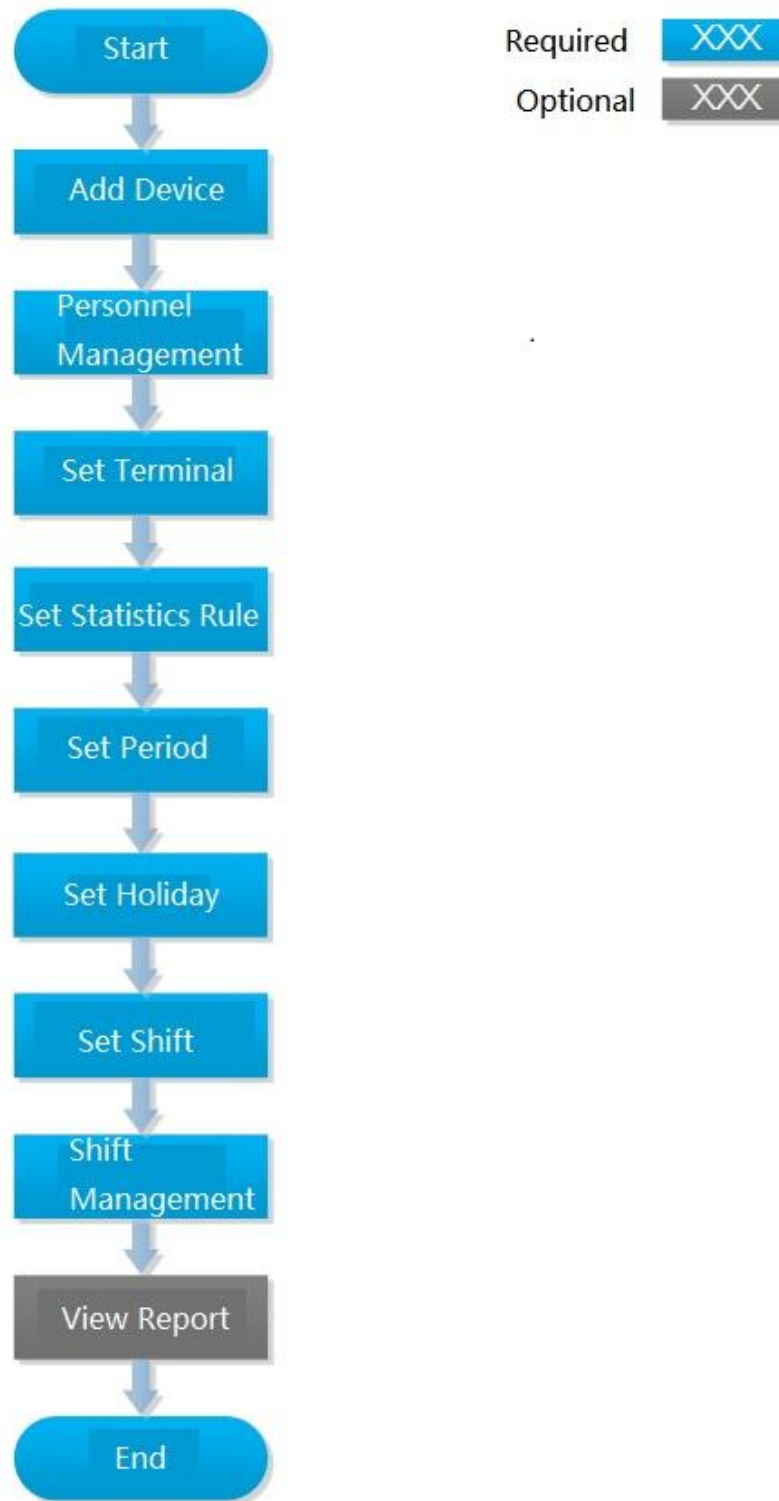 Start
Required XXX
Optional XXX
Add Device
Personnel
Management
Set Terminal
Set Statistics Rule
Set Period
Set Holiday
Set Shift
Shift
Management
View Report
End